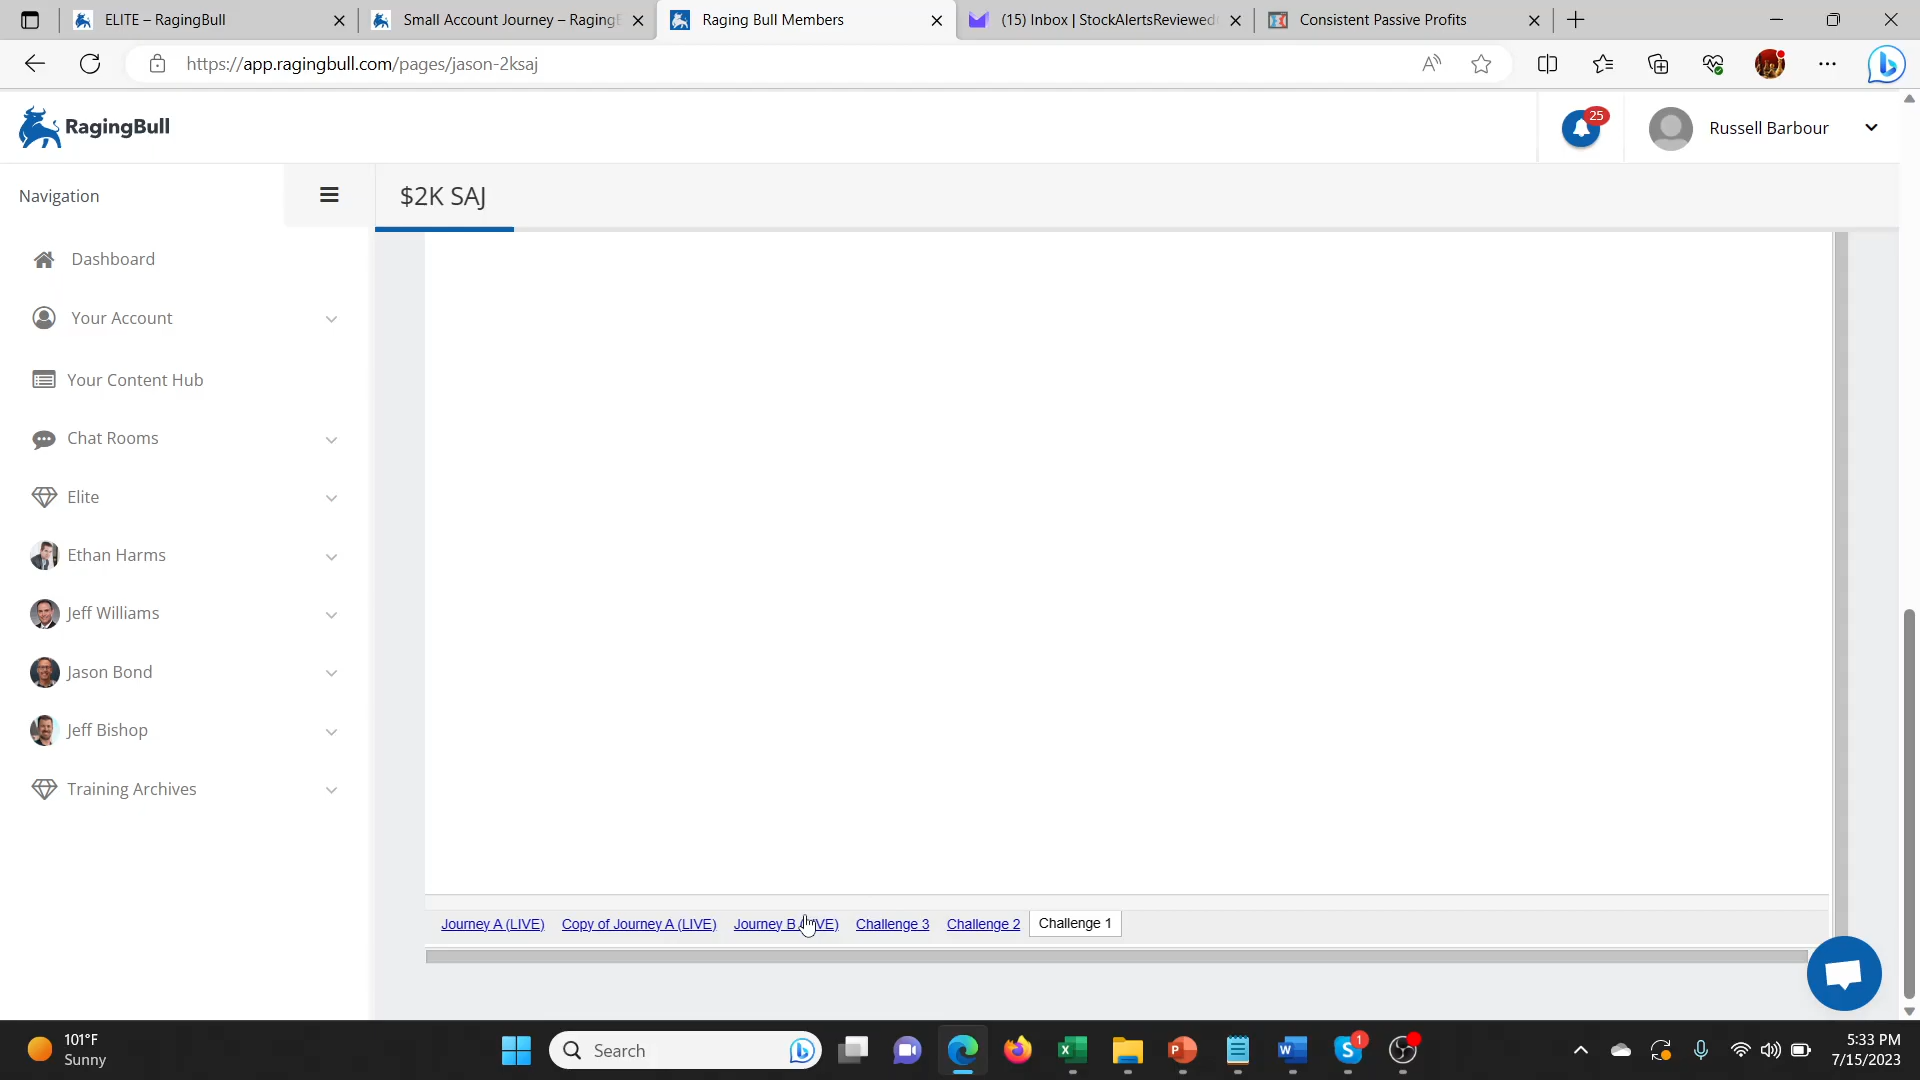 ELITE – RagingBull
Small Account Journey – RagingB
Raging Bull Members
(15) Inbox | StockAlertsReviewed
Consistent Passive Profits
https://app.ragingbull.com/pages/jason-2ksaj
RagingBull
25
Russell Barbour
Navigation
$2K SAJ
Dashboard
Your Account
Your Content Hub
Chat Rooms
Elite
Ethan Harms
Jeff Williams
Jason Bond
Jeff Bishop
Training Archives
Journey A (LIVE)
Copy of Journey A (LIVE)
Journey B VE)
Challenge 3
Challenge 2
Challenge 1
101°F
Sunny
Search
1
5:33 PM
7/15/2023